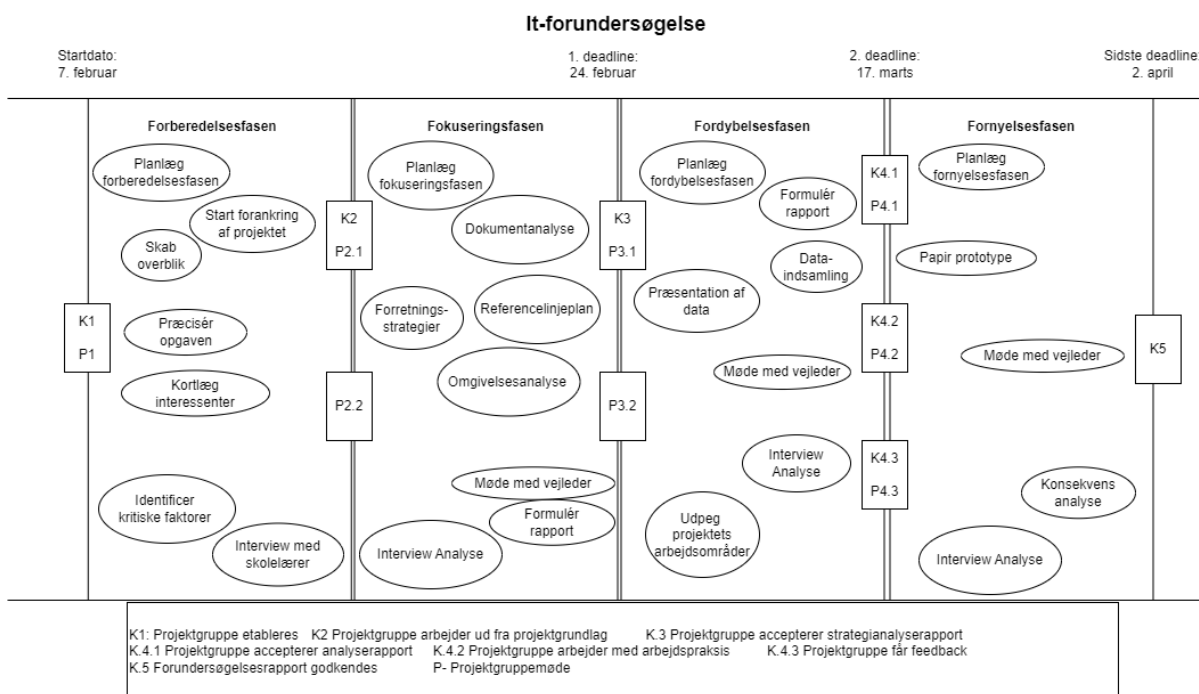 It-forundersøgelse
Startdato:
7. februar
1. deadline:
24. februar
2. deadline:
17. marts
Sidste deadline:
2. april
Forberedelsesfasen
Planlæg
forberedelsesfasen
Start forankring
af projektet
Skab
overblik
K1
P1
Præcisér
opgaven
Kortlæg
interessenter
Identificer
kritiske faktorer
Interview med
skolelærer
K2
P2.1
P2.2
Fokuseringsfasen
Planlæg
fokuseringsfasen
Dokumentanalyse
Forretnings-
strategier
Referencelinjeplan
Omgivelsesanalyse
Møde med vejleder
Formulér
rapport
Interview Analyse
K3
P3.1
P3.2
Fordybelsesfasen
Planlæg
fordybelsesfasen
Formulér
rapport
Data-
indsamling
Præsentation af
data
Møde med vejleder
Interview
Analyse
Udpeg
projektets
arbejdsområder
K4.1
P4.1
K4.2
P4.2
K4.3
P4.3
Fornyelsesfasen
Planlæg
fornyelsesfasen
Papir prototype
Møde med vejleder
K5
Konsekvens
analyse
Interview Analyse
K1: Projektgruppe etableres K2 Projektgruppe arbejder ud fra projektgrundlag K.3 Projektgruppe accepterer strategianalyserapport
K.4.1 Projektgruppe accepterer analyserapport K.4.2 Projektgruppe arbejder med arbejdspraksis K.4.3 Projektgruppe får feedback
K.5 Forundersøgelsesrapport godkendes P- Projektgruppemøde